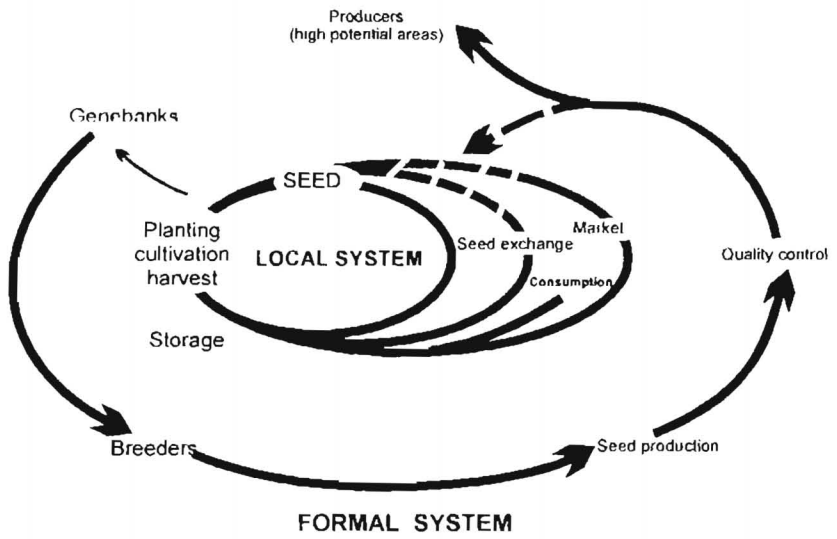 Producers
(high potential areas)
Genebanks
SEED
Planting
cultivation
harvest
LOCAL SYSTEM
Seed exchange
Market
Consumption
Quality control
Storage
Breeders
Seed production
FORMAL SYSTEM